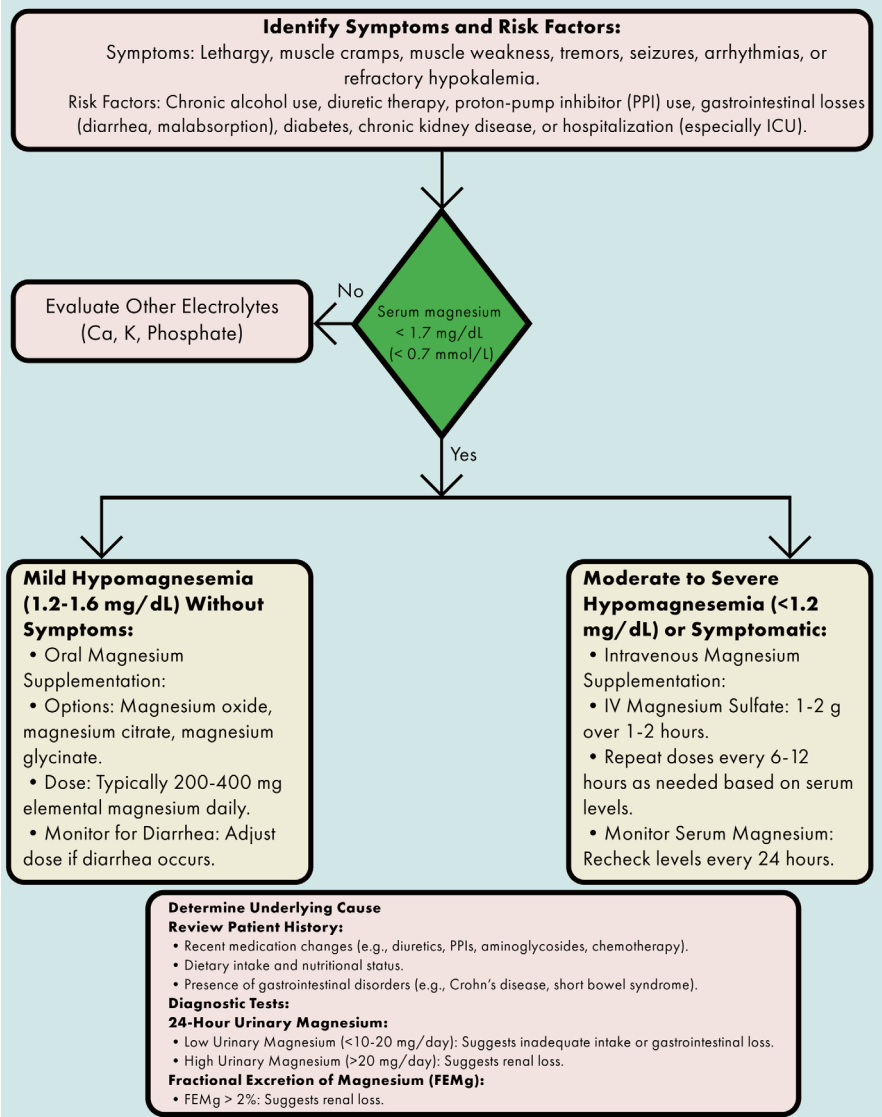 Identify Symptoms and Risk Factors:
Symptoms: Lethargy, muscle cramps, muscle weakness, tremors, seizures, arrhythmias, or
refractory hypokalemia.
Risk Factors: Chronic alcohol use, diuretic therapy, proton-pump inhibitor (PPI) use, gastrointestinal losses
(diarrhea, malabsorption), diabetes, chronic kidney disease, or hospitalization (especially ICU).
No
Evaluate Other Electrolytes
(Ca, K, Phosphate)
Serum magnesium
< 1.7 mg/dL
(< 0.7 mmol/L)
Yes
Mild Hypomagnesemia
(1.2-1.6 mg/dL) Without
Symptoms:
• Oral Magnesium
Supplementation:
• Options: Magnesium oxide,
magnesium citrate, magnesium
glycinate.
• Dose: Typically 200-400 mg
elemental magnesium daily.
• Monitor for Diarrhea: Adjust
dose if diarrhea occurs.
Moderate to Severe
Hypomagnesemia (<1.2
mg/dL) or Symptomatic:
• Intravenous Magnesium
Supplementation:
• IV Magnesium Sulfate: 1-2 g
over 1-2 hours.
• Repeat doses every 6-12
hours as needed based on serum
levels.
• Monitor Serum Magnesium:
Recheck levels every 24 hours.
Determine Underlying Cause
Review Patient History:
• Recent medication changes (e.g., diuretics, PPIs, aminoglycosides, chemotherapy).
• Dietary intake and nutritional status.
• Presence of gastrointestinal disorders (e.g., Crohn's disease, short bowel syndrome).
Diagnostic Tests:
24-Hour Urinary Magnesium:
• Low Urinary Magnesium (<10-20 mg/day): Suggests inadequate intake or gastrointestinal loss.
• High Urinary Magnesium (>20 mg/day): Suggests renal loss.
Fractional Excretion of Magnesium (FEMg):
• FEMg > 2%: Suggests renal loss.